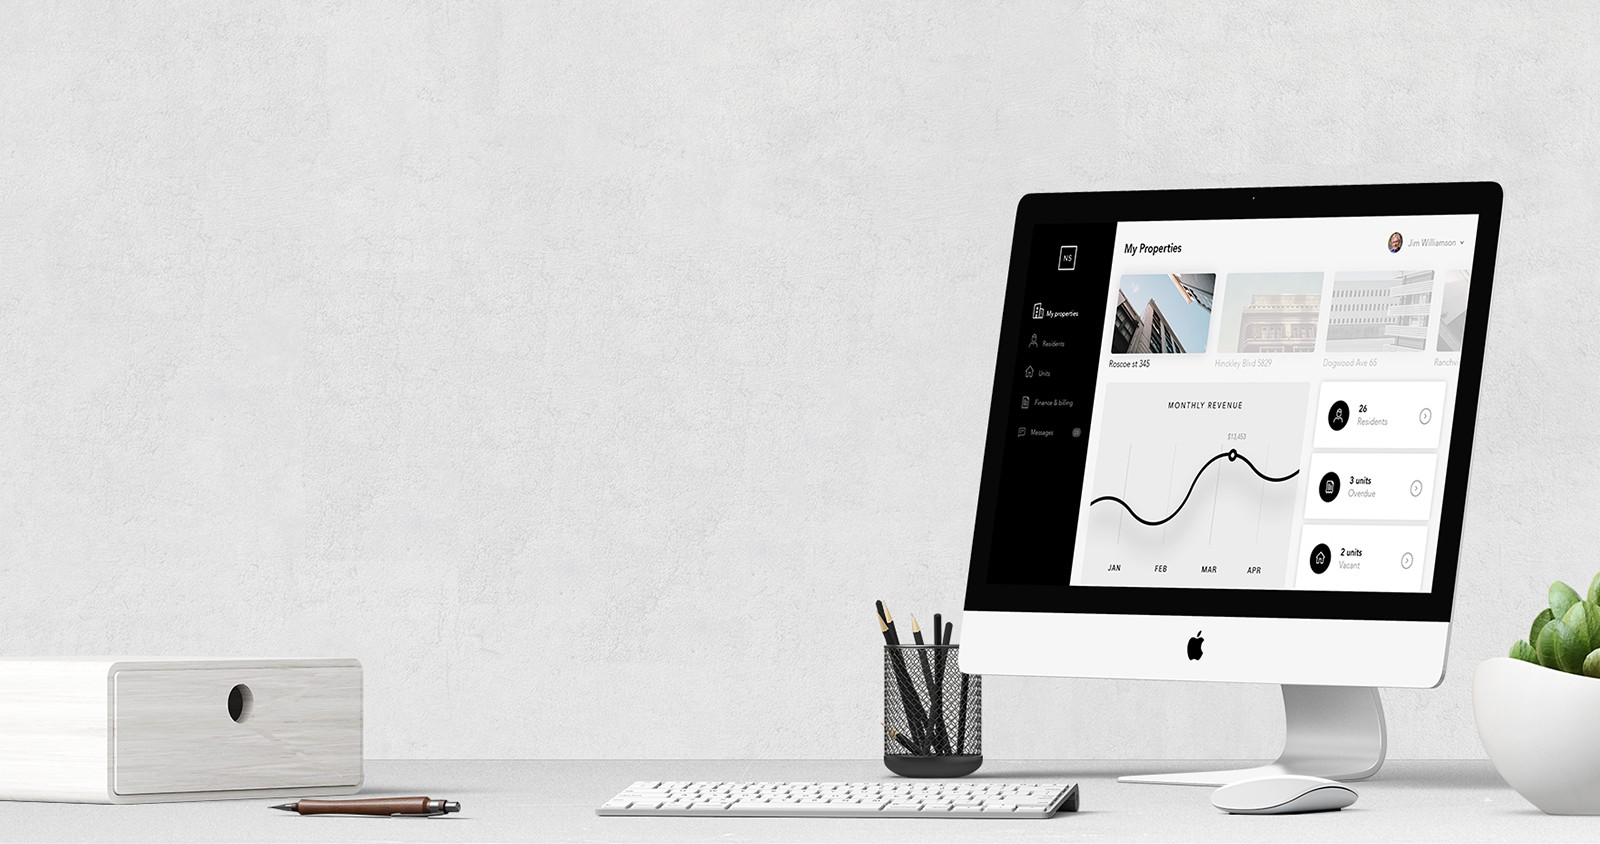 NS
My properties
Residents
Units
Finance & billing
Messages
My Properties
Jim Williamson
Roscoe st 345
Hinckley Blvd 5829
Dogwood Ave 65
MONTHLY REVENUE
$13,453
JAN FEB MAR APR
26
Residents
3 units
Overdue
2 units
Vacant